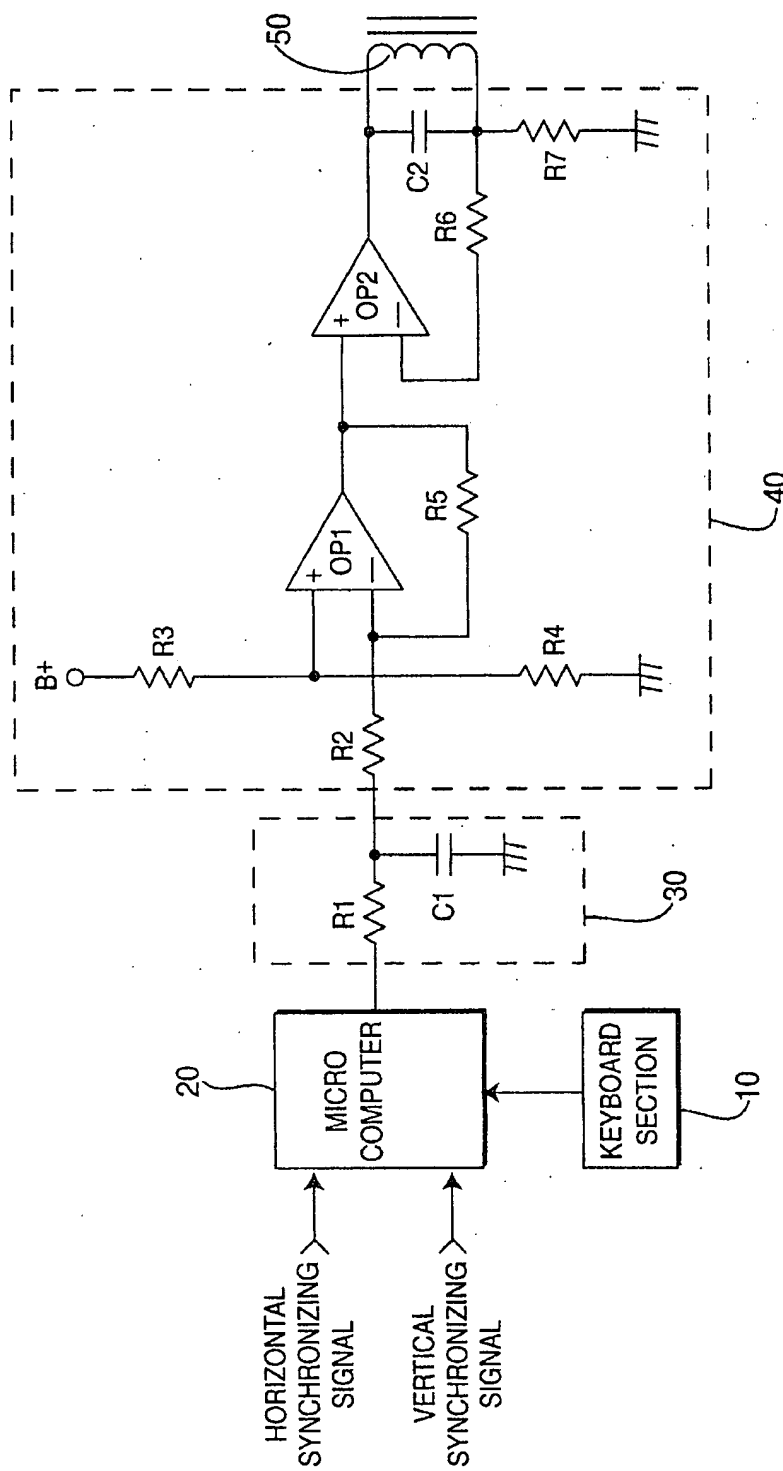 HORIZONTAL
SYNCHRONIZING
SIGNAL
VERTICAL
SYNCHRONIZING
SIGNAL
20
MICRO
COMPUTER
KEYBOARD
SECTION
10
R1
C1
30
B+
R3
R2
R4
+
OP1
−
R5
+
OP2
−
R6
C2
R7
40
50